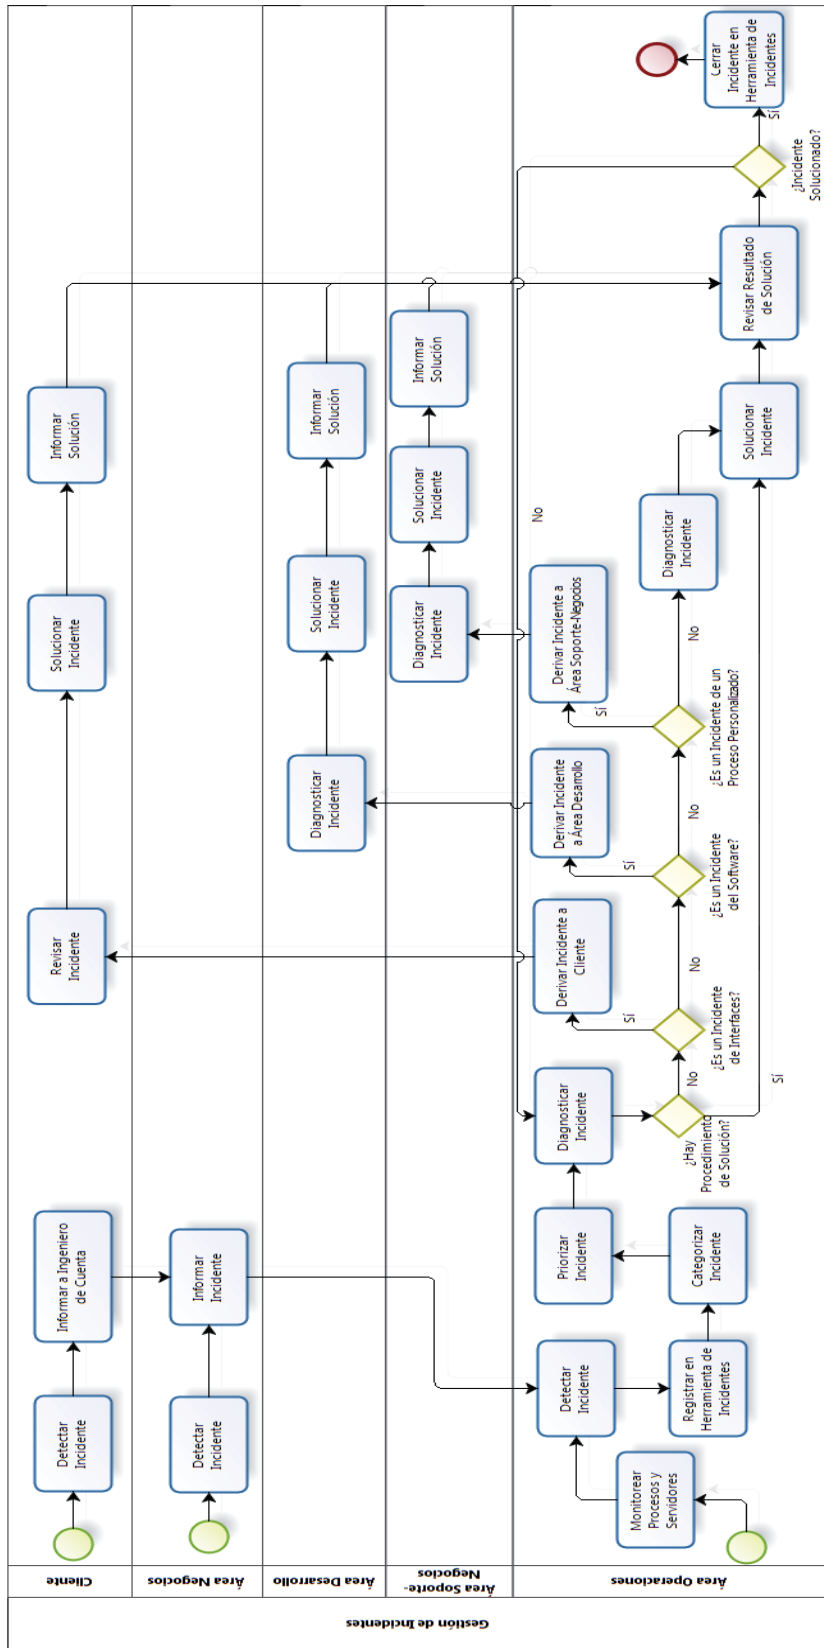 Gestión de Incidentes
Cliente
Detectar
Incidente
Informar a Ingeniero
de Cuenta
Revisar
Incidente
Solucionar
Incidente
Informar
Solución
Área Negocios
Detectar
Incidente
Informar
Incidente
Área Desarrollo
Diagnosticar
Incidente
Solucionar
Incidente
Informar
Solución
Área Soporte-
Negocios
Diagnosticar
Incidente
Solucionar
Incidente
Informar
Solución
Área Operaciones
Monitorear
Procesos y
Servidores
Detectar
Incidente
Registrar en
Herramienta de
Incidentes
Categorizar
Incidente
Priorizar
Incidente
Diagnosticar
Incidente
¿Hay
Procedimiento
de Solución?
No
Sí
¿Es un Incidente
de Interfaces?
Sí
No
Derivar Incidente a
Cliente
¿Es un Incidente
del Software?
Sí
No
Derivar Incidente
a Área Desarrollo
¿Es un Incidente de un
Proceso Personalizado?
Sí
No
Derivar Incidente a
Área Soporte-Negodos
Diagnosticar
Incidente
Solucionar
Incidente
Revisar Resultado
de Solución
¿Incidente
Solucionado?
No
Sí
Cerrar
Incidente en
Herramienta de
Incidentes